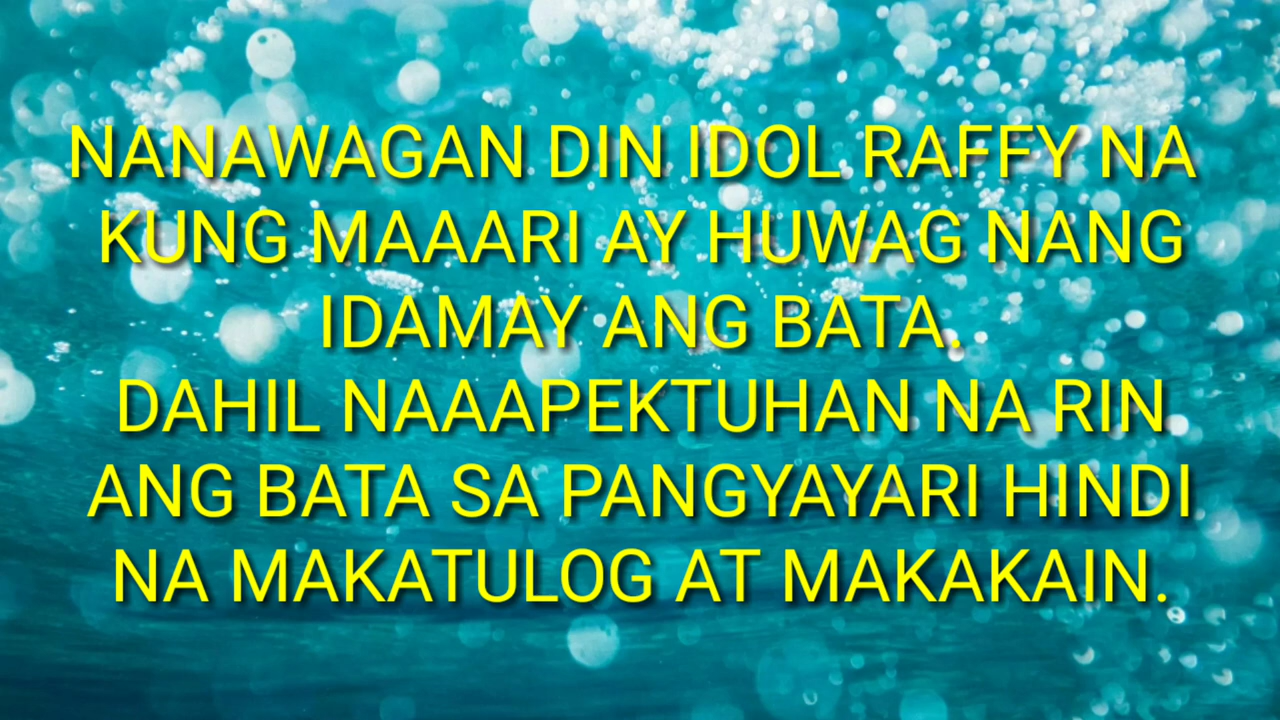 NANAWAGAN DIN IDOL RAFFY NA
KUNG MAAARI AY HUWAG NANG
IDAMAY ANG BATA.
DAHIL NAAAPEKTUHAN NA RIN
ANG BATA SA PANGYAYARI HINDI
NA MAKATULOG AT MAKAKAIN.